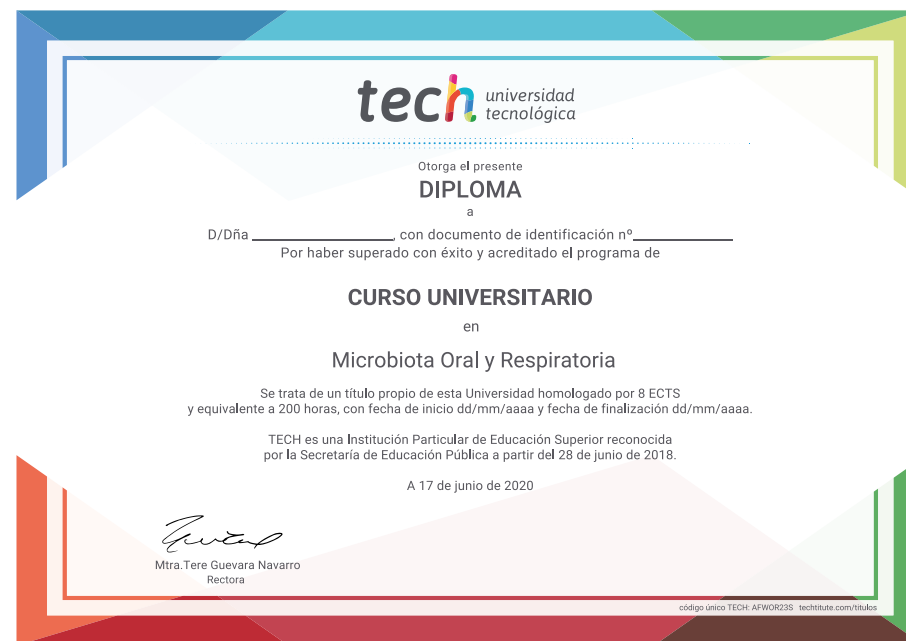 tech universidad
tecnológica
Otorga el presente
DIPLOMA
a
D/Dña ________________, con documento de identificación nº____________
Por haber superado con éxito y acreditado el programa de
CURSO UNIVERSITARIO
en
Microbiota Oral y Respiratoria
Se trata de un título propio de esta Universidad homologado por 8 ECTS
y equivalente a 200 horas, con fecha de inicio dd/mm/aaaa y fecha de finalización dd/mm/aaaa.
TECH es una Institución Particular de Educación Superior reconocida
por la Secretaría de Educación Pública a partir del 28 de junio de 2018.
A 17 de junio de 2020
Mtra.Tere Guevara Navarro
Rectora
código único TECH: AFWOR23S techtitute.com/titulos